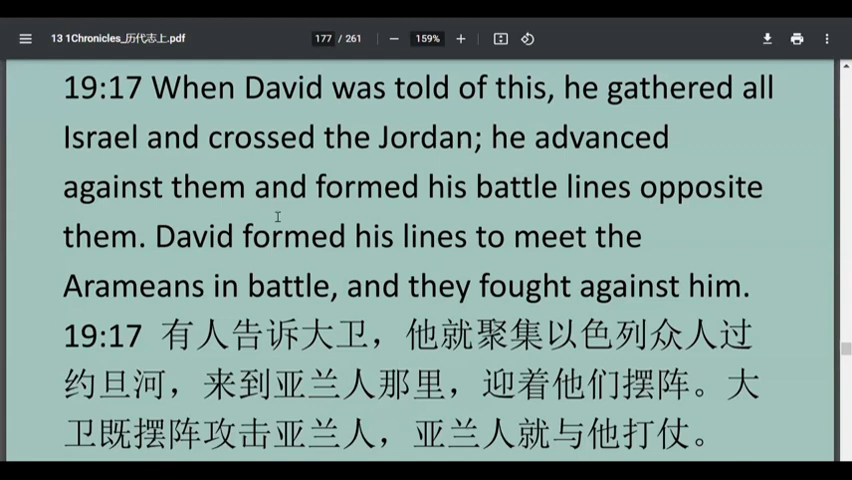 13 1Chronicles_历代志上.pdf
177 / 261
159%
19:17 When David was told of this, he gathered all
Israel and crossed the Jordan; he advanced
against them and formed his battle lines opposite
them. David formed his lines to meet the
Arameans in battle, and they fought against him.
19:17 有人告诉大卫，他就聚集以色列众人过
约旦河，来到亚兰人那里，迎着他们摆阵。大
卫既摆阵攻击亚兰人，亚兰人就与他打仗。